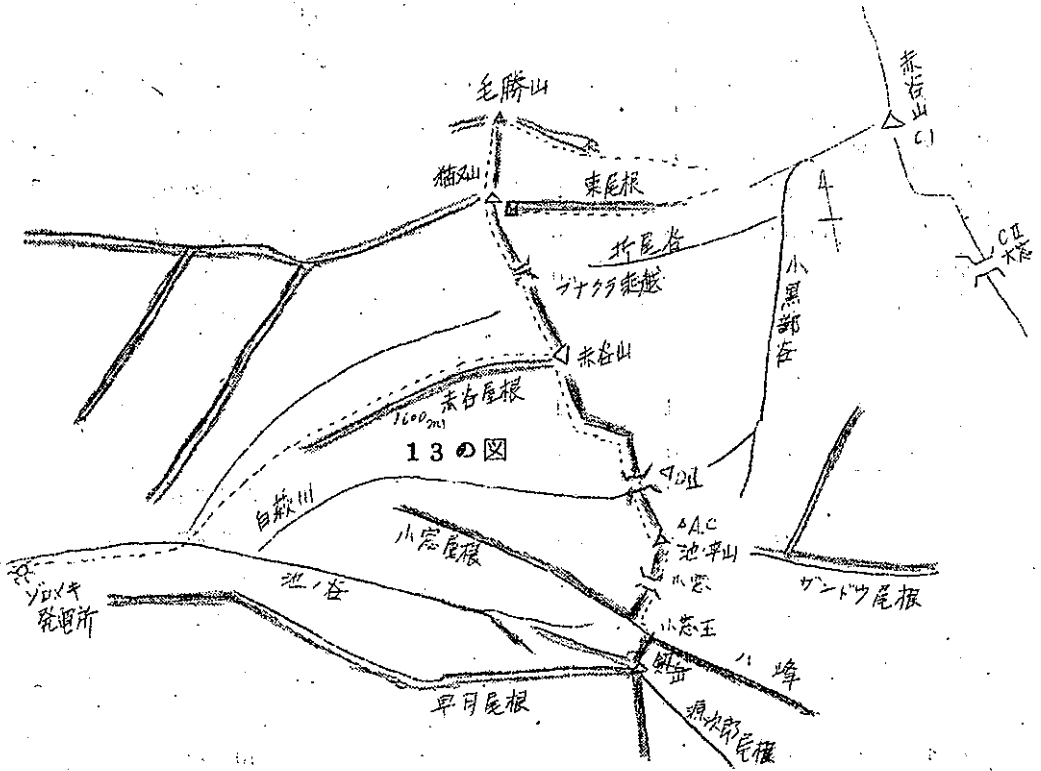 毛勝山
赤谷山
C1
猫又山
東尾根
折尾谷
CⅡ
大窓
ブナクラ乗越
小黒部谷
赤谷山
赤谷尾根
1600m
13の図
白萩川
小窓尾根
△A.C
池ノ平山
小窓
サンドウ尾根
池ノ谷
ゾロメキ
発電所
小窓王
剱岳
八峰
早月尾根
源次郎
尾根